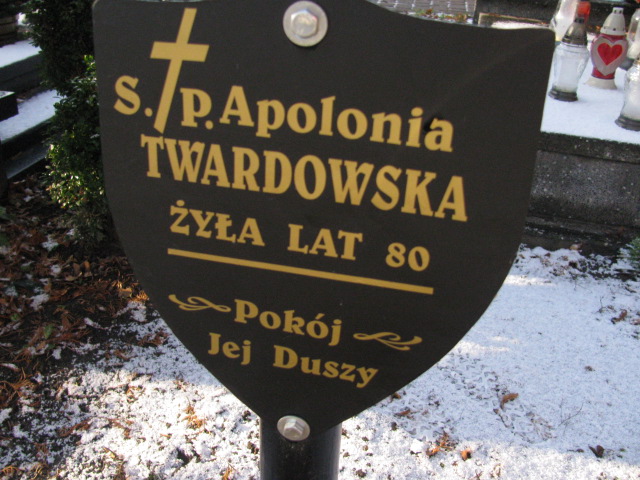 Ś.†P. Apolonia
TWARDOWSKA
ŻYŁA LAT 80
Pokój
Jej Duszy